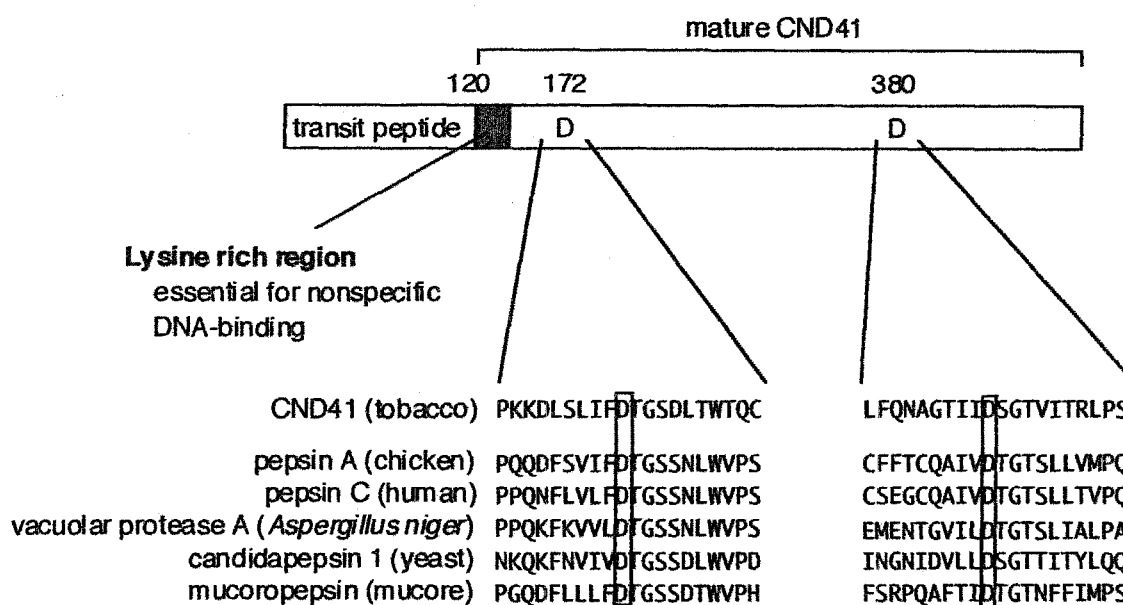 mature CND41
120 172 380
transit peptide D D
Lysine rich region
essential for nonspecific
DNA-binding
CND41 (tobacco) PKKDLSLIFDTGSDLTWTQC LFQNAGTIIDSGTVITRLPS
pepsin A (chicken) PQQDFSVIFDTGSSNLWVPS CFFTCQAIVDTGTSLLVMPQ
pepsin C (human) PPQNFLVLFDTGSSNLWVPS CSEGCQAIVDTGTSLLTVPQ
vacuolar protease A (Aspergillus niger) PPQKFKVVLDTGSSNLWVPS EMENTGVILDTGTSLIALPA
candidapepsin 1 (yeast) NKQKFNVIVDTGSSDLWVPD INGNIDVLLDSGTTITYLQQ
mucoropepsin (mucore) PGQDFLLLFDTGSSDTWVPH FSRPQAFTIDTGTNFFIMPS